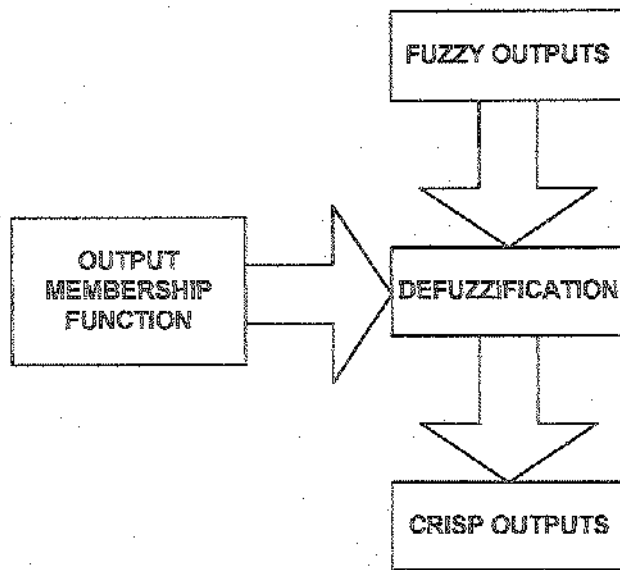 FUZZY OUTPUTS
OUTPUT
MEMBERSHIP
FUNCTION
DEFUZZIFICATION
CRISP OUTPUTS